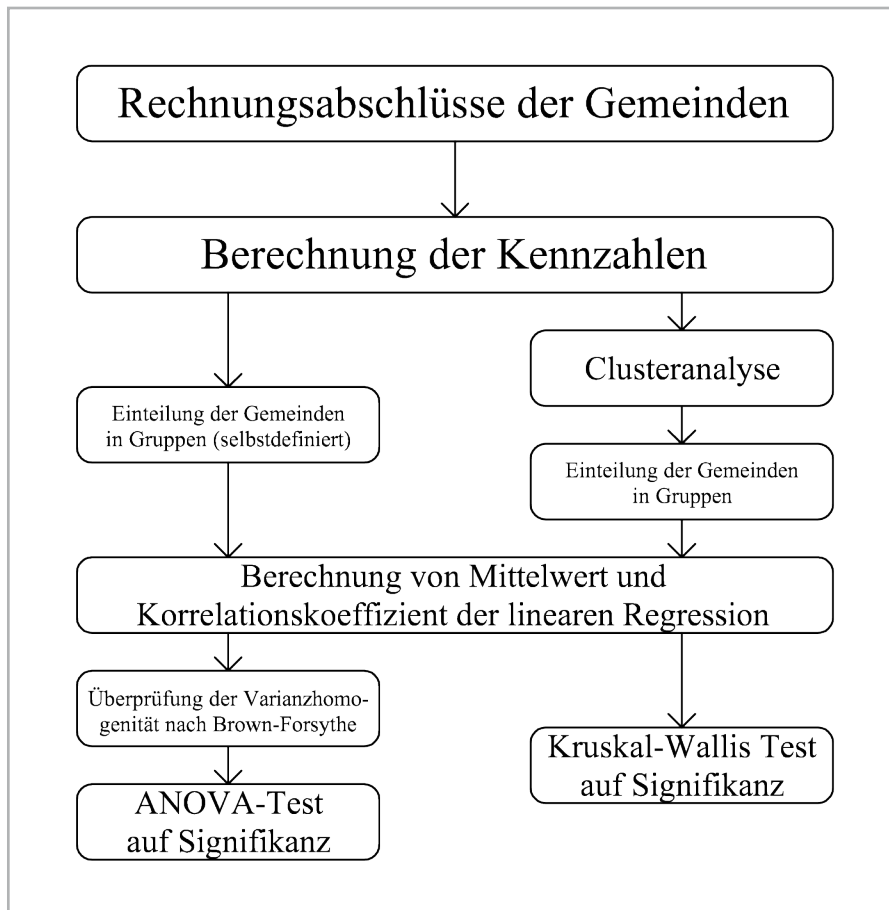 Rechnungsabschlüsse der Gemeinden
Berechnung der Kennzahlen
Clusteranalyse
Einteilung der Gemeinden
in Gruppen (selbstdefiniert)
Einteilung der Gemeinden
in Gruppen
Berechnung von Mittelwert und
Korrelationskoeffizient der linearen Regression
Überprüfung der Varianzhomo-
genität nach Brown-Forsythe
Kruskal-Wallis Test
auf Signifikanz
ANOVA-Test
auf Signifikanz